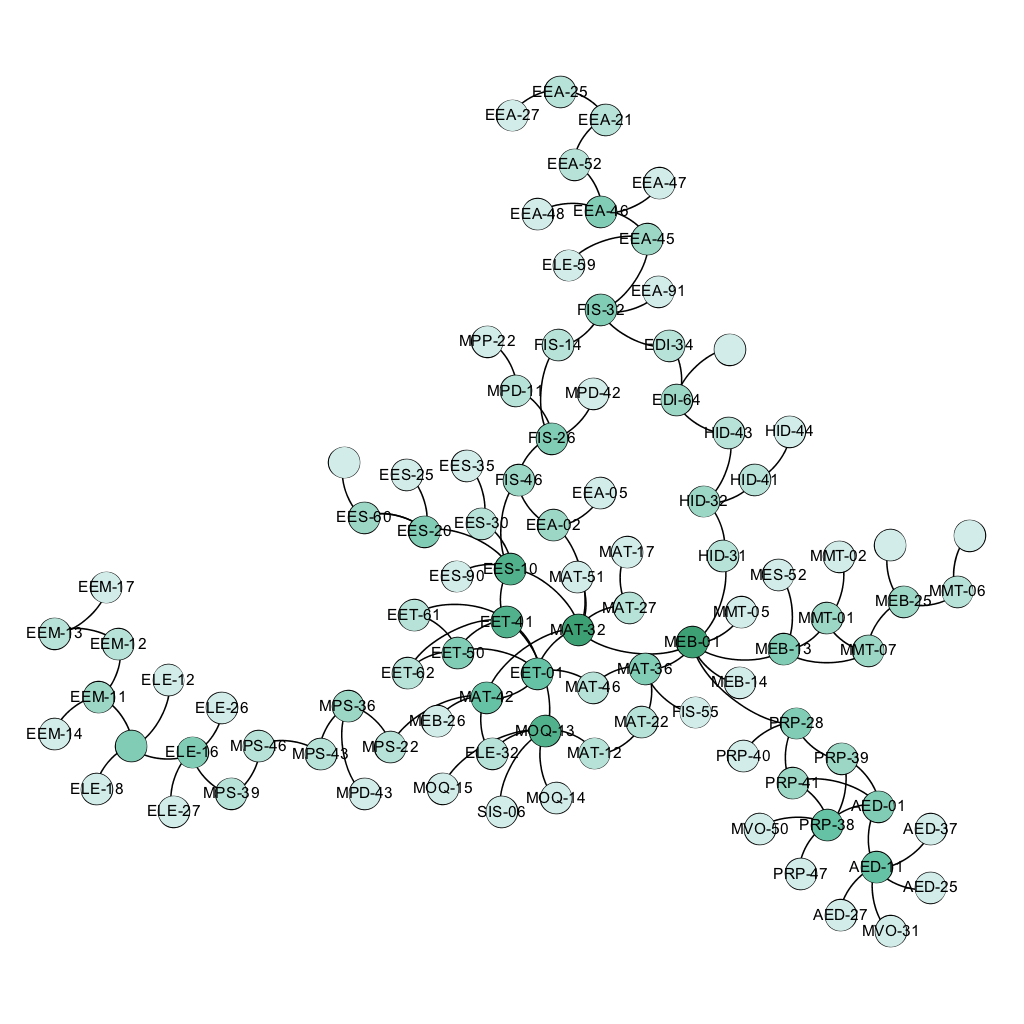 EEA-25
EEA-27
EEA-21
EEA-52
EEA-47
EEA-48
EEA-46
EEA-45
ELE-59
EEA-91
FIS-32
MPP-22
FIS-14
EDI-34
MPD-11
MPD-42
EDI-64
FIS-26
HID-43
HID-44
EES-35
EES-25
FIS-46
HID-41
EEA-05
HID-32
EES-60
EES-20
EES-30
EEA-02
MAT-17
HID-31
MMT-02
EES-90
EES-10
MAT-51
MES-52
EEM-17
MEB-25
MMT-06
MAT-27
MMT-05
EET-61
EET-41
MAT-32
MMT-01
EEM-13
EEM-12
MEB-01
MEB-13
MMT-07
EET-50
EET-62
EET-01
MAT-36
ELE-12
MAT-46
MEB-14
EEM-11
MAT-42
ELE-26
MPS-36
FIS-55
MEB-26
MAT-22
PRP-28
EEM-14
MOQ-13
MPS-46
MPS-22
ELE-16
MPS-43
ELE-32
MAT-12
PRP-40
PRP-39
ELE-18
MPS-39
MPD-43
MOQ-15
MOQ-14
PRP-41
ELE-27
SIS-06
AED-01
MVO-50
PRP-38
AED-37
AED-11
PRP-47
AED-25
AED-27
MVO-31